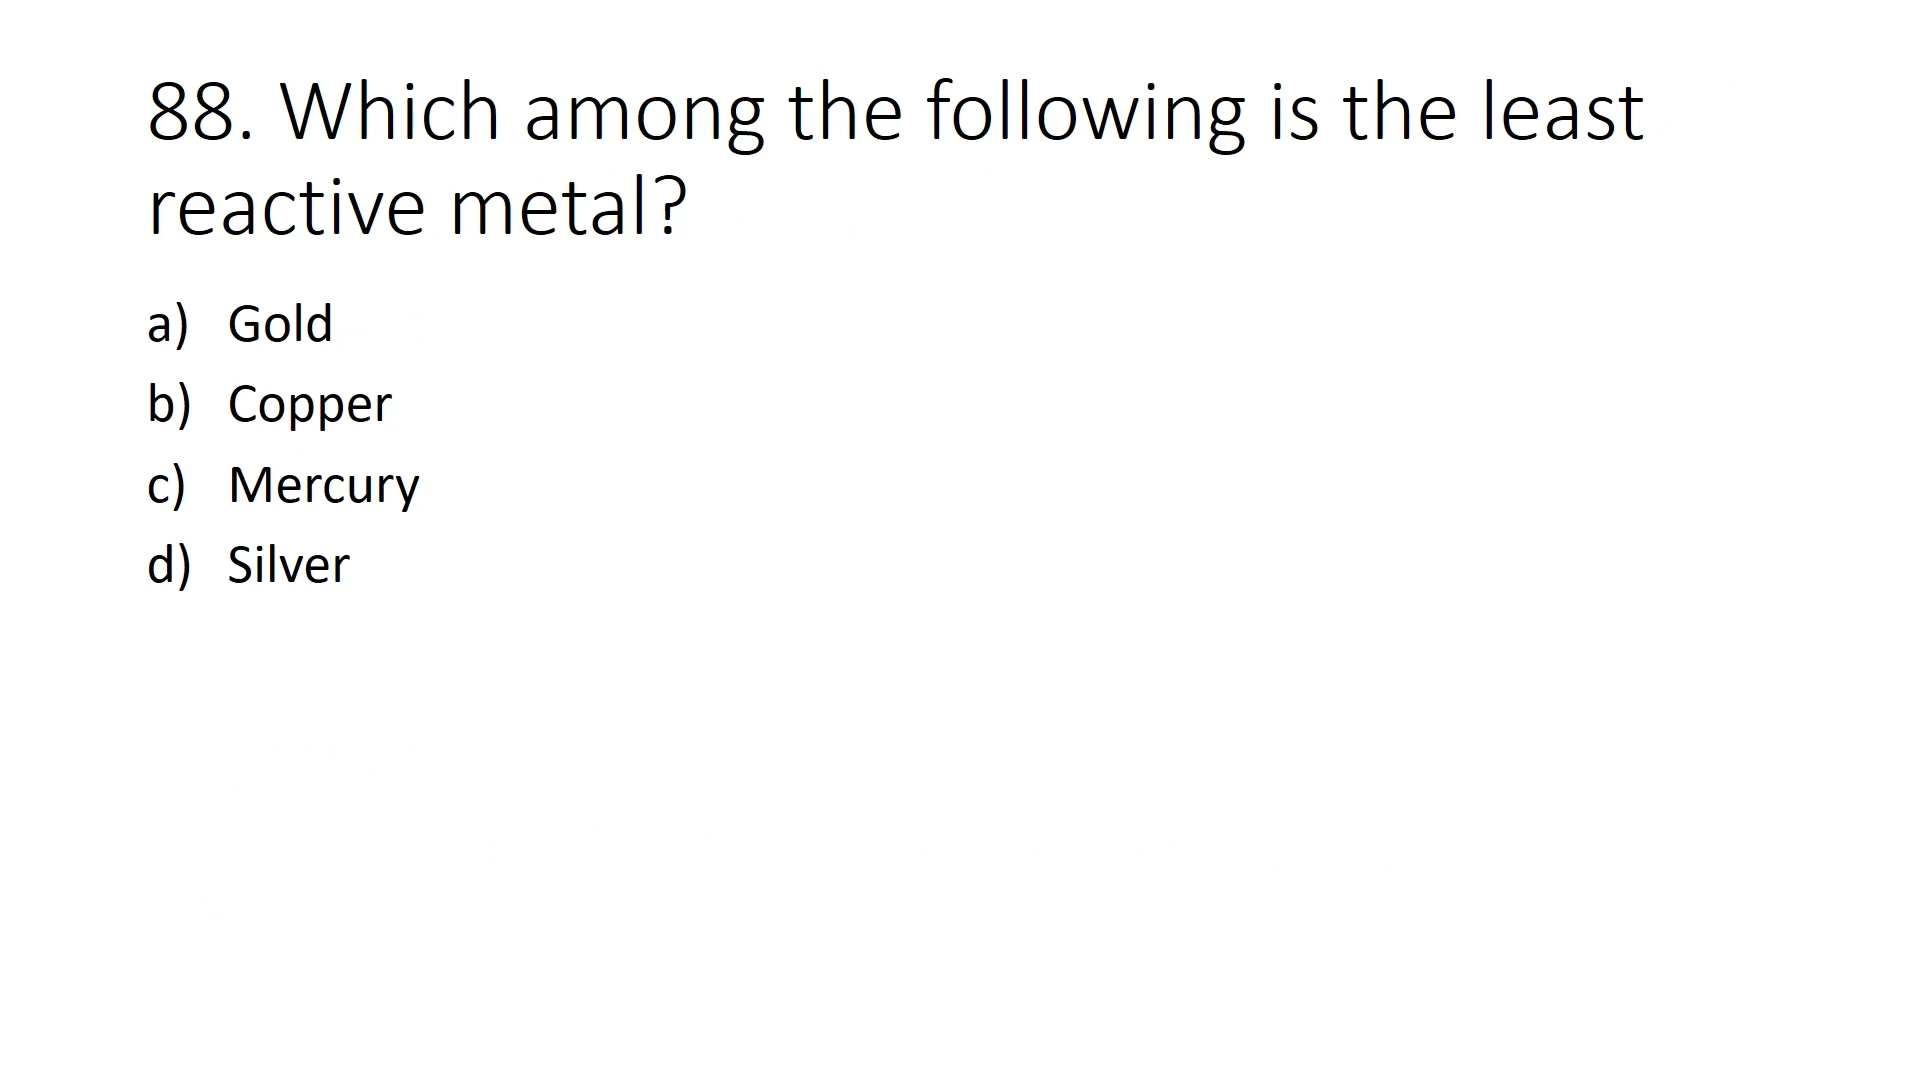 88. Which among the following is the least
reactive metal?
a) Gold
b) Copper
c) Mercury
d) Silver